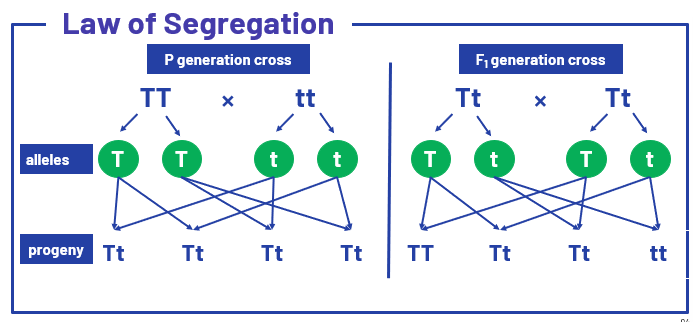 Law of Segregation
P generation cross
F₁ generation cross
TT × tt
Tt × Tt
alleles
T T t t
T t T t
progeny
Tt Tt Tt Tt
TT Tt Tt tt